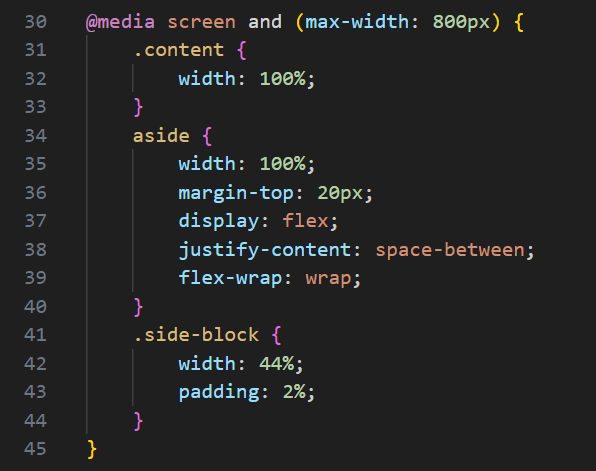 30 @media screen and (max-width: 800px) {
31     .content {
32         width: 100%;
33     }
34     aside {
35         width: 100%;
36         margin-top: 20px;
37         display: flex;
38         justify-content: space-between;
39         flex-wrap: wrap;
40     }
41     .side-block {
42         width: 44%;
43         padding: 2%;
44     }
45 }